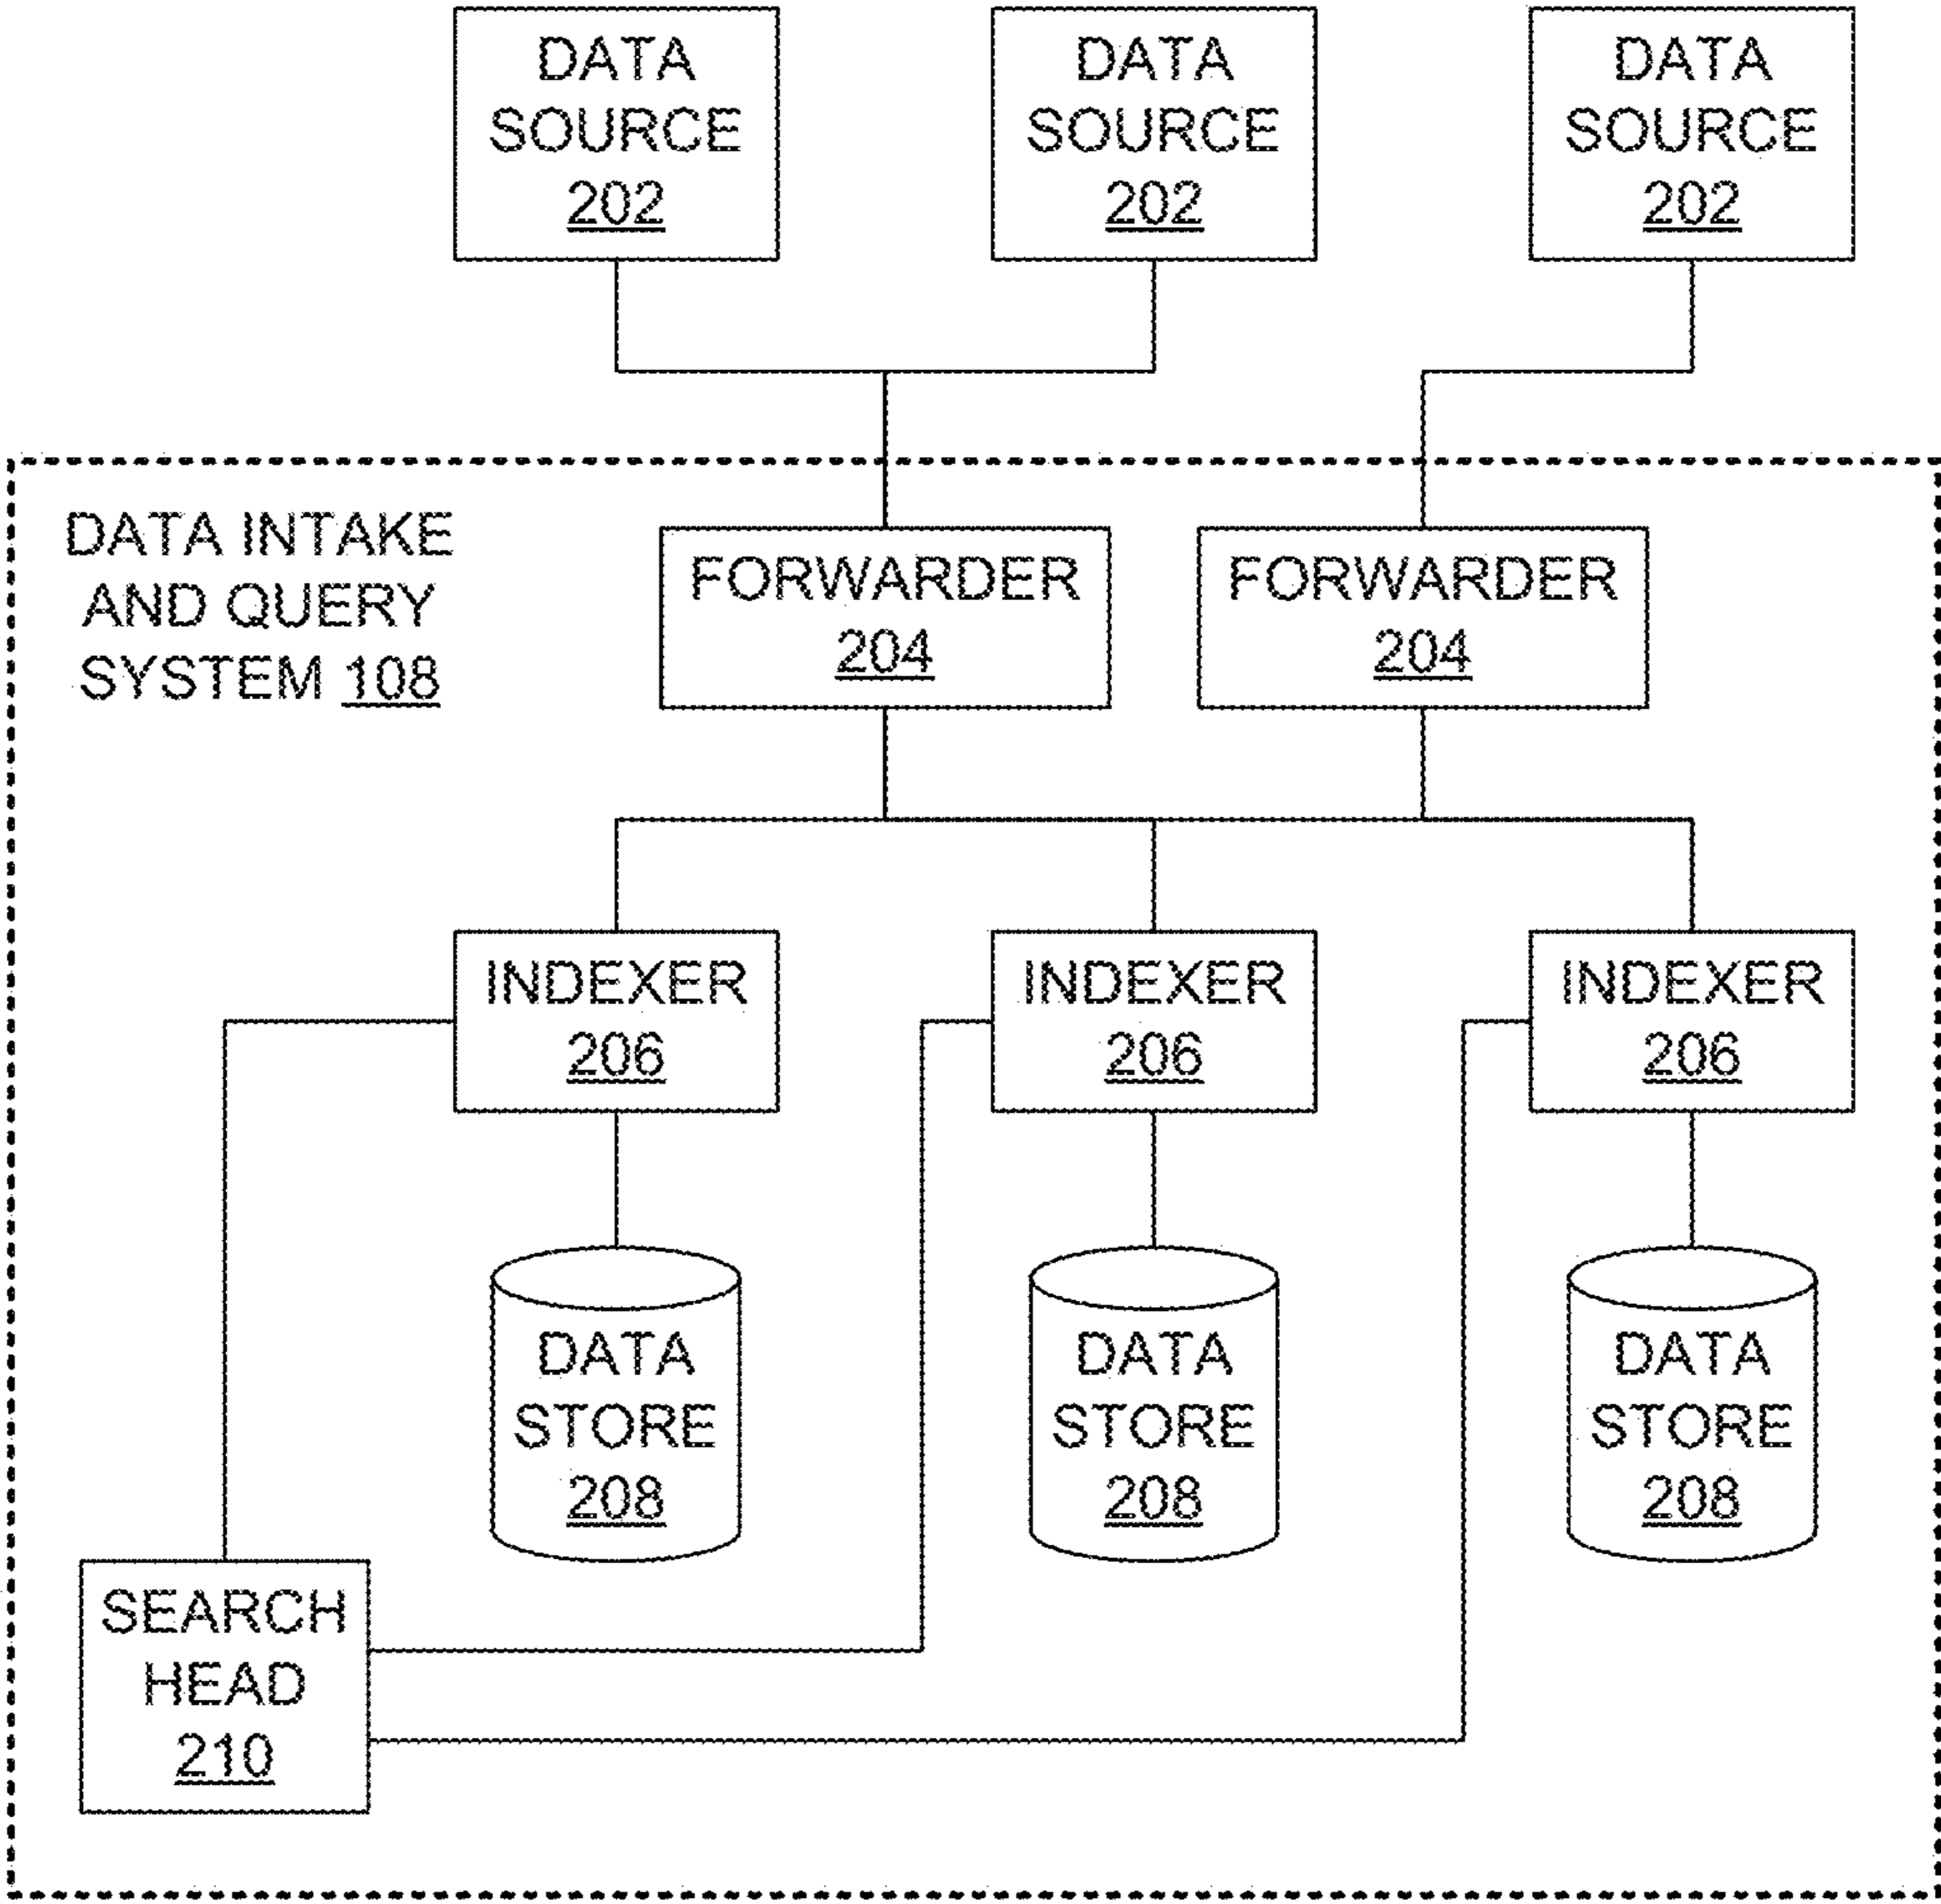 DATA
SOURCE
202
DATA
SOURCE
202
DATA
SOURCE
202
DATA INTAKE
AND QUERY
SYSTEM 108
FORWARDER
204
FORWARDER
204
INDEXER
206
INDEXER
206
INDEXER
206
DATA
STORE
208
DATA
STORE
208
DATA
STORE
208
SEARCH
HEAD
210